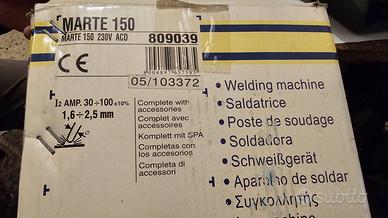 MARTE 150
MARTE 150 230V ACD
809039
CE
8004897657383
05/103372
I2 AMP. 30÷100 ±10%
1,6÷2,5 mm
Complete with
accessories
Complet avec
accessoires
Komplett mit SPA
Completas con
los accesorios
Completa di
accessori
• Welding machine
• Saldatrice
• Poste de soudage
• Soldadora
• Schweißgerät
• Aparelho de soldar
• Συγκολλητής
subito